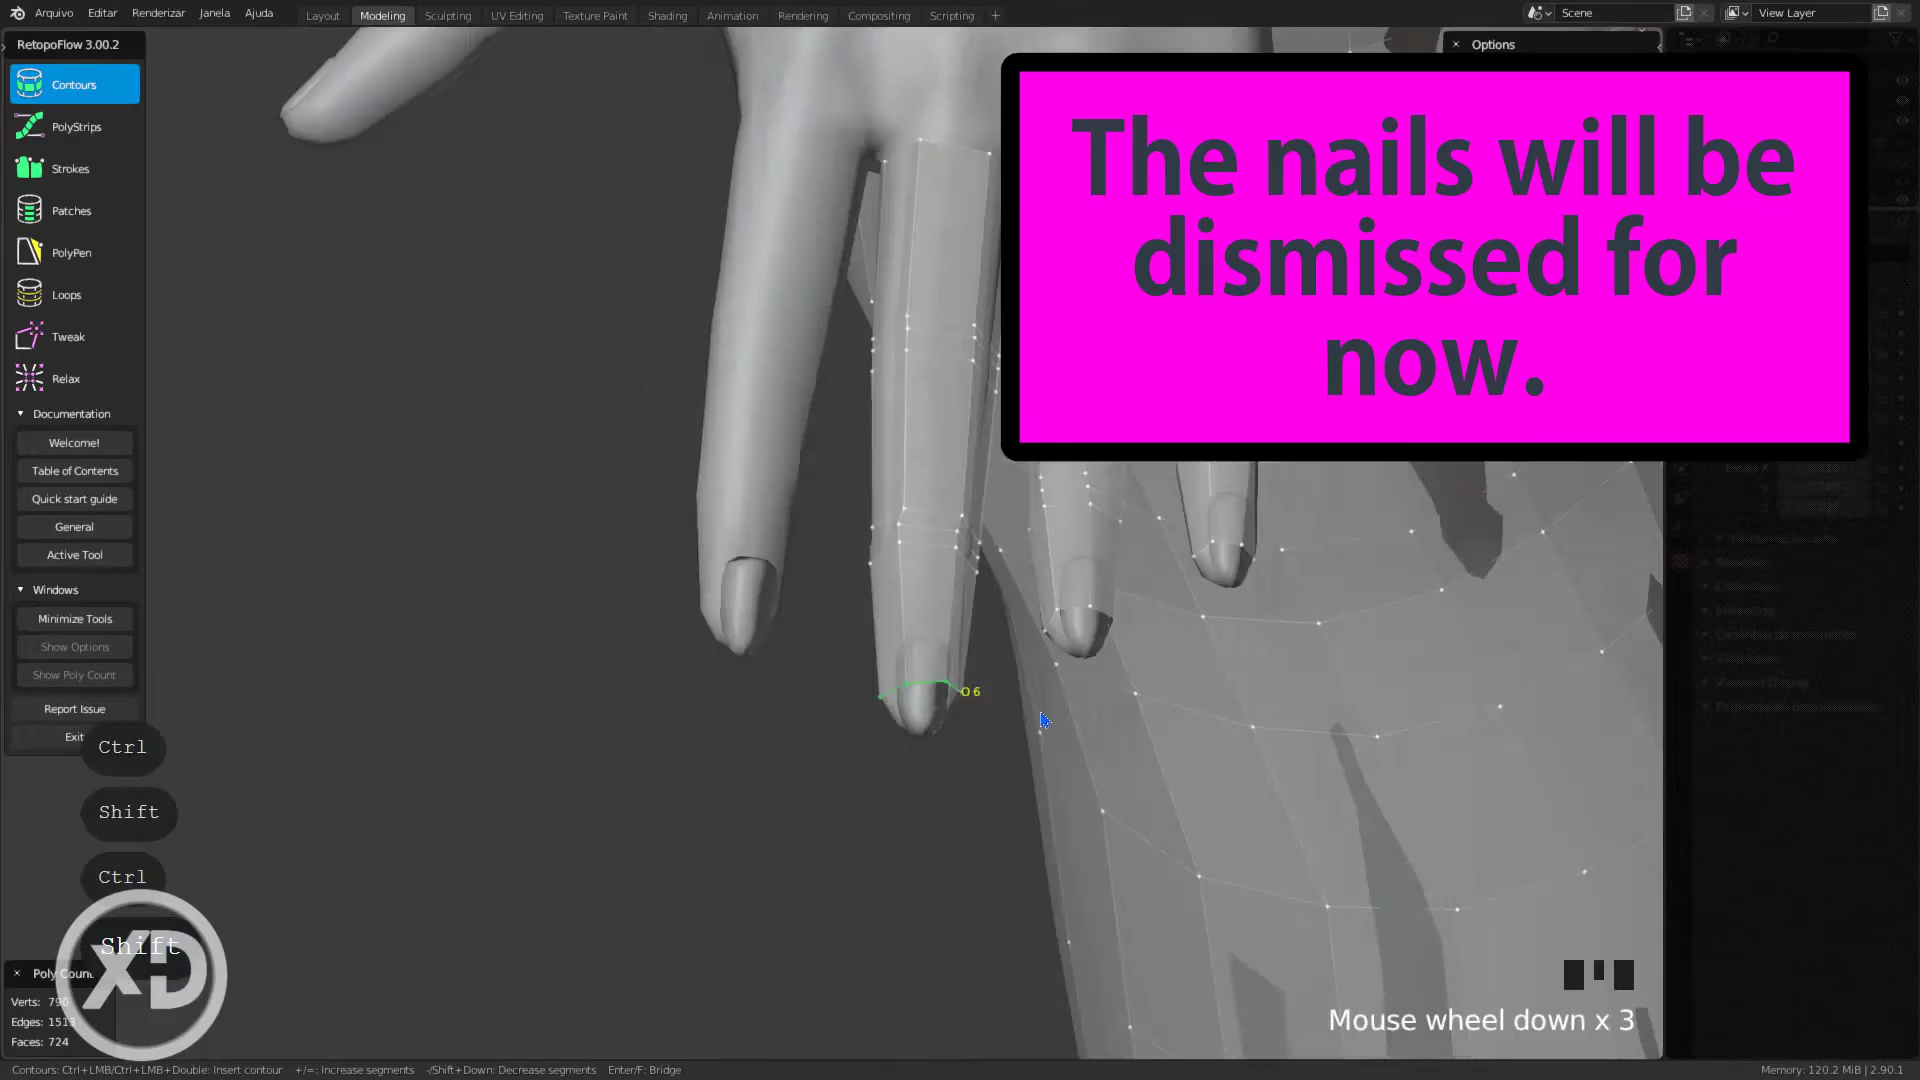 Arquivo Editar Renderizar Janela Ajuda Layout Modeling Sculpting UV Editing Texture Paint Shading Animation Rendering Compositing Scripting + Scene View Layer
RetopoFlow 3.00.2
Options
Contours
PolyStrips
Strokes
Patches
PolyPen
Loops
Tweak
Relax
Documentation
Welcome!
Table of Contents
Quick start guide
General
Active Tool
Windows
Minimize Tools
Show Options
Show Poly Count
Report Issue
Exit
The nails will be
dismissed for
now.
O 6
Ctrl
Shift
Ctrl
Shift
XD
Poly Count
Verts: 796
Edges: 1513
Faces: 724
Mouse wheel down x 3
Contours: Ctrl+LMB/Ctrl+LMB+Double: Insert contour +/=: Increase segments -/Shift+Down: Decrease segments Enter/F: Bridge
Memory: 120.2 MiB | 2.90.1